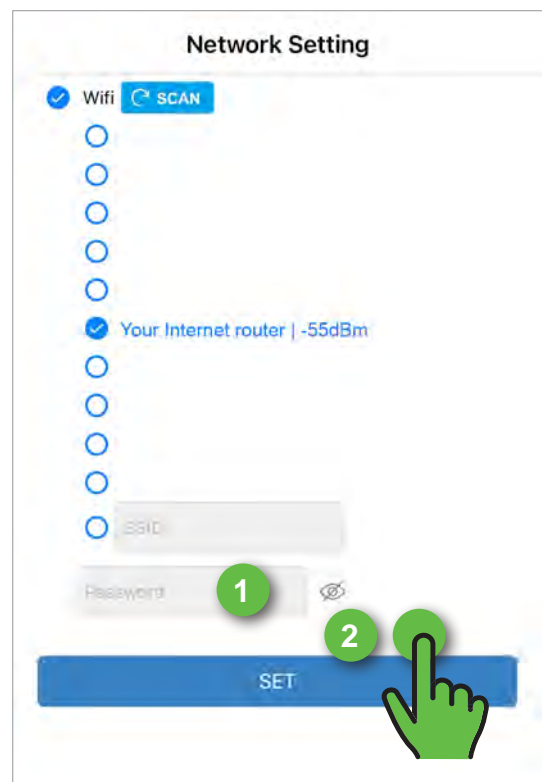 Network Setting
Wifi SCAN
Your Internet router | -55dBm
SSID
Password 1
2
SET